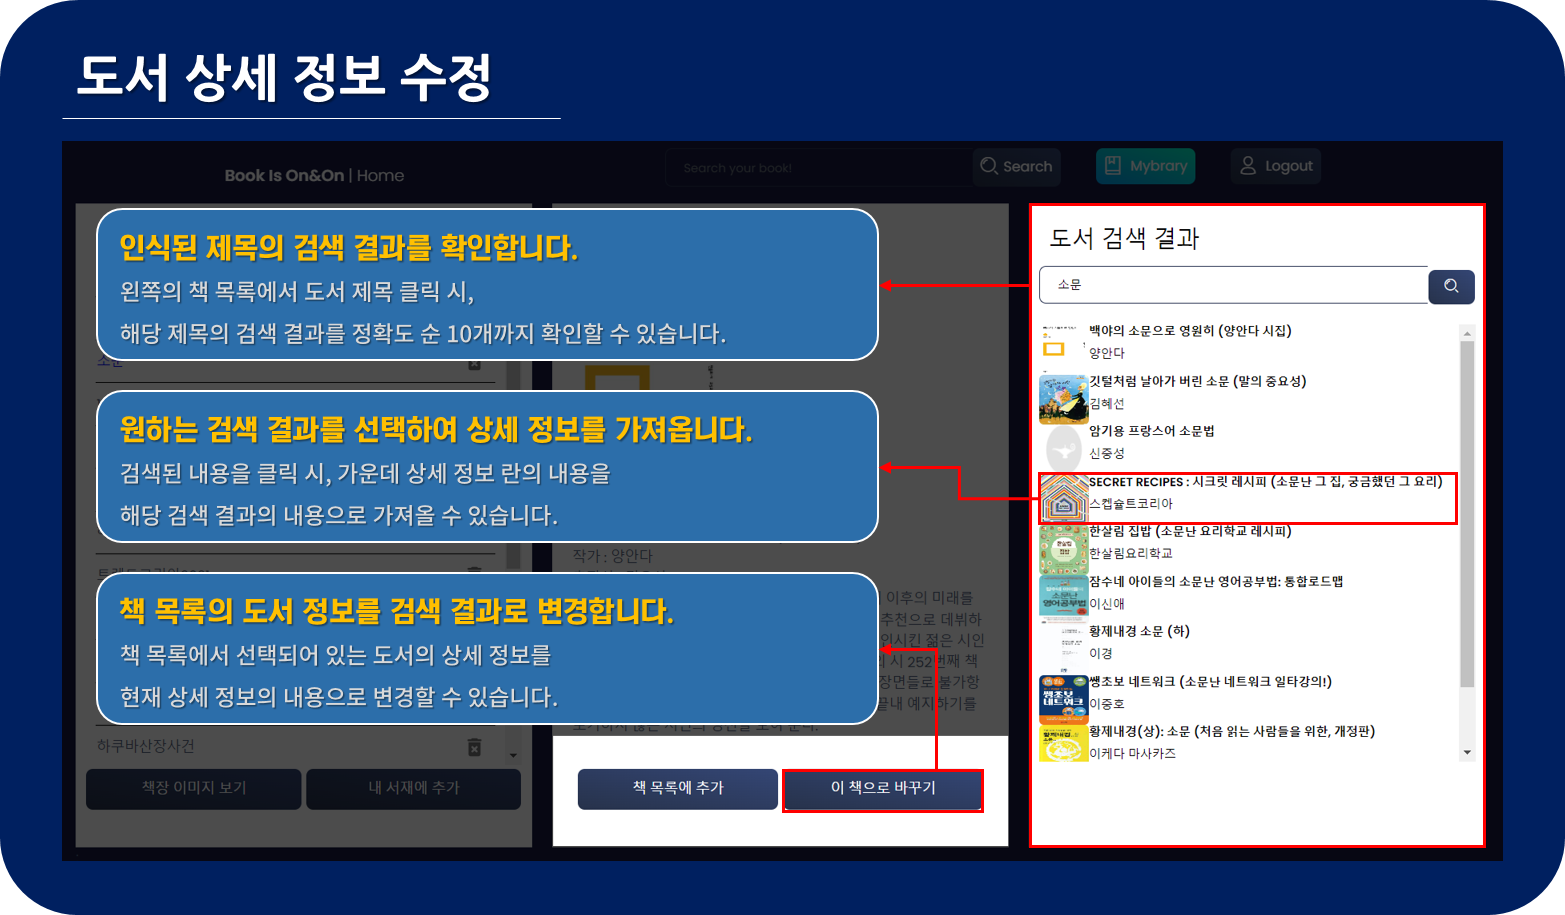 도서 상세 정보 수정
Book Is On&On | Home
Search your book!
Search
Mybrary
Logout
인식된 제목의 검색 결과를 확인합니다.
왼쪽의 책 목록에서 도서 제목 클릭 시,
해당 제목의 검색 결과를 정확도 순 10개까지 확인할 수 있습니다.
소문
원하는 검색 결과를 선택하여 상세 정보를 가져옵니다.
검색된 내용을 클릭 시, 가운데 상세 정보 란의 내용을
해당 검색 결과의 내용으로 가져올 수 있습니다.
작가 : 양안다
책 목록의 도서 정보를 검색 결과로 변경합니다.
책 목록에서 선택되어 있는 도서의 상세 정보를
현재 상세 정보의 내용으로 변경할 수 있습니다.
이후의 미래를
추천으로 데뷔하
인시킨 젊은 시인
시 252번째 책
장면들로 불가항
끝내 예지하기를
하쿠바산장사건
책장 이미지 보기
내 서재에 추가
책 목록에 추가
이 책으로 바꾸기
도서 검색 결과
소문
백야의 소문으로 영원히 (양안다 시집)
양안다
깃털처럼 날아가 버린 소문 (말의 중요성)
김혜선
암기용 프랑스어 소문법
신중성
SECRET RECIPES : 시크릿 레시피 (소문난 그 집, 궁금했던 그 요리)
스켑슐트코리아
한살림 집밥 (소문난 요리학교 레시피)
한살림요리학교
잠수네 아이들의 소문난 영어공부법: 통합로드맵
이신애
황제내경 소문 (하)
이경
쌩초보 네트워크 (소문난 네트워크 일타강의!)
이중호
황제내경(상): 소문 (처음 읽는 사람들을 위한, 개정판)
이케다 마사카즈